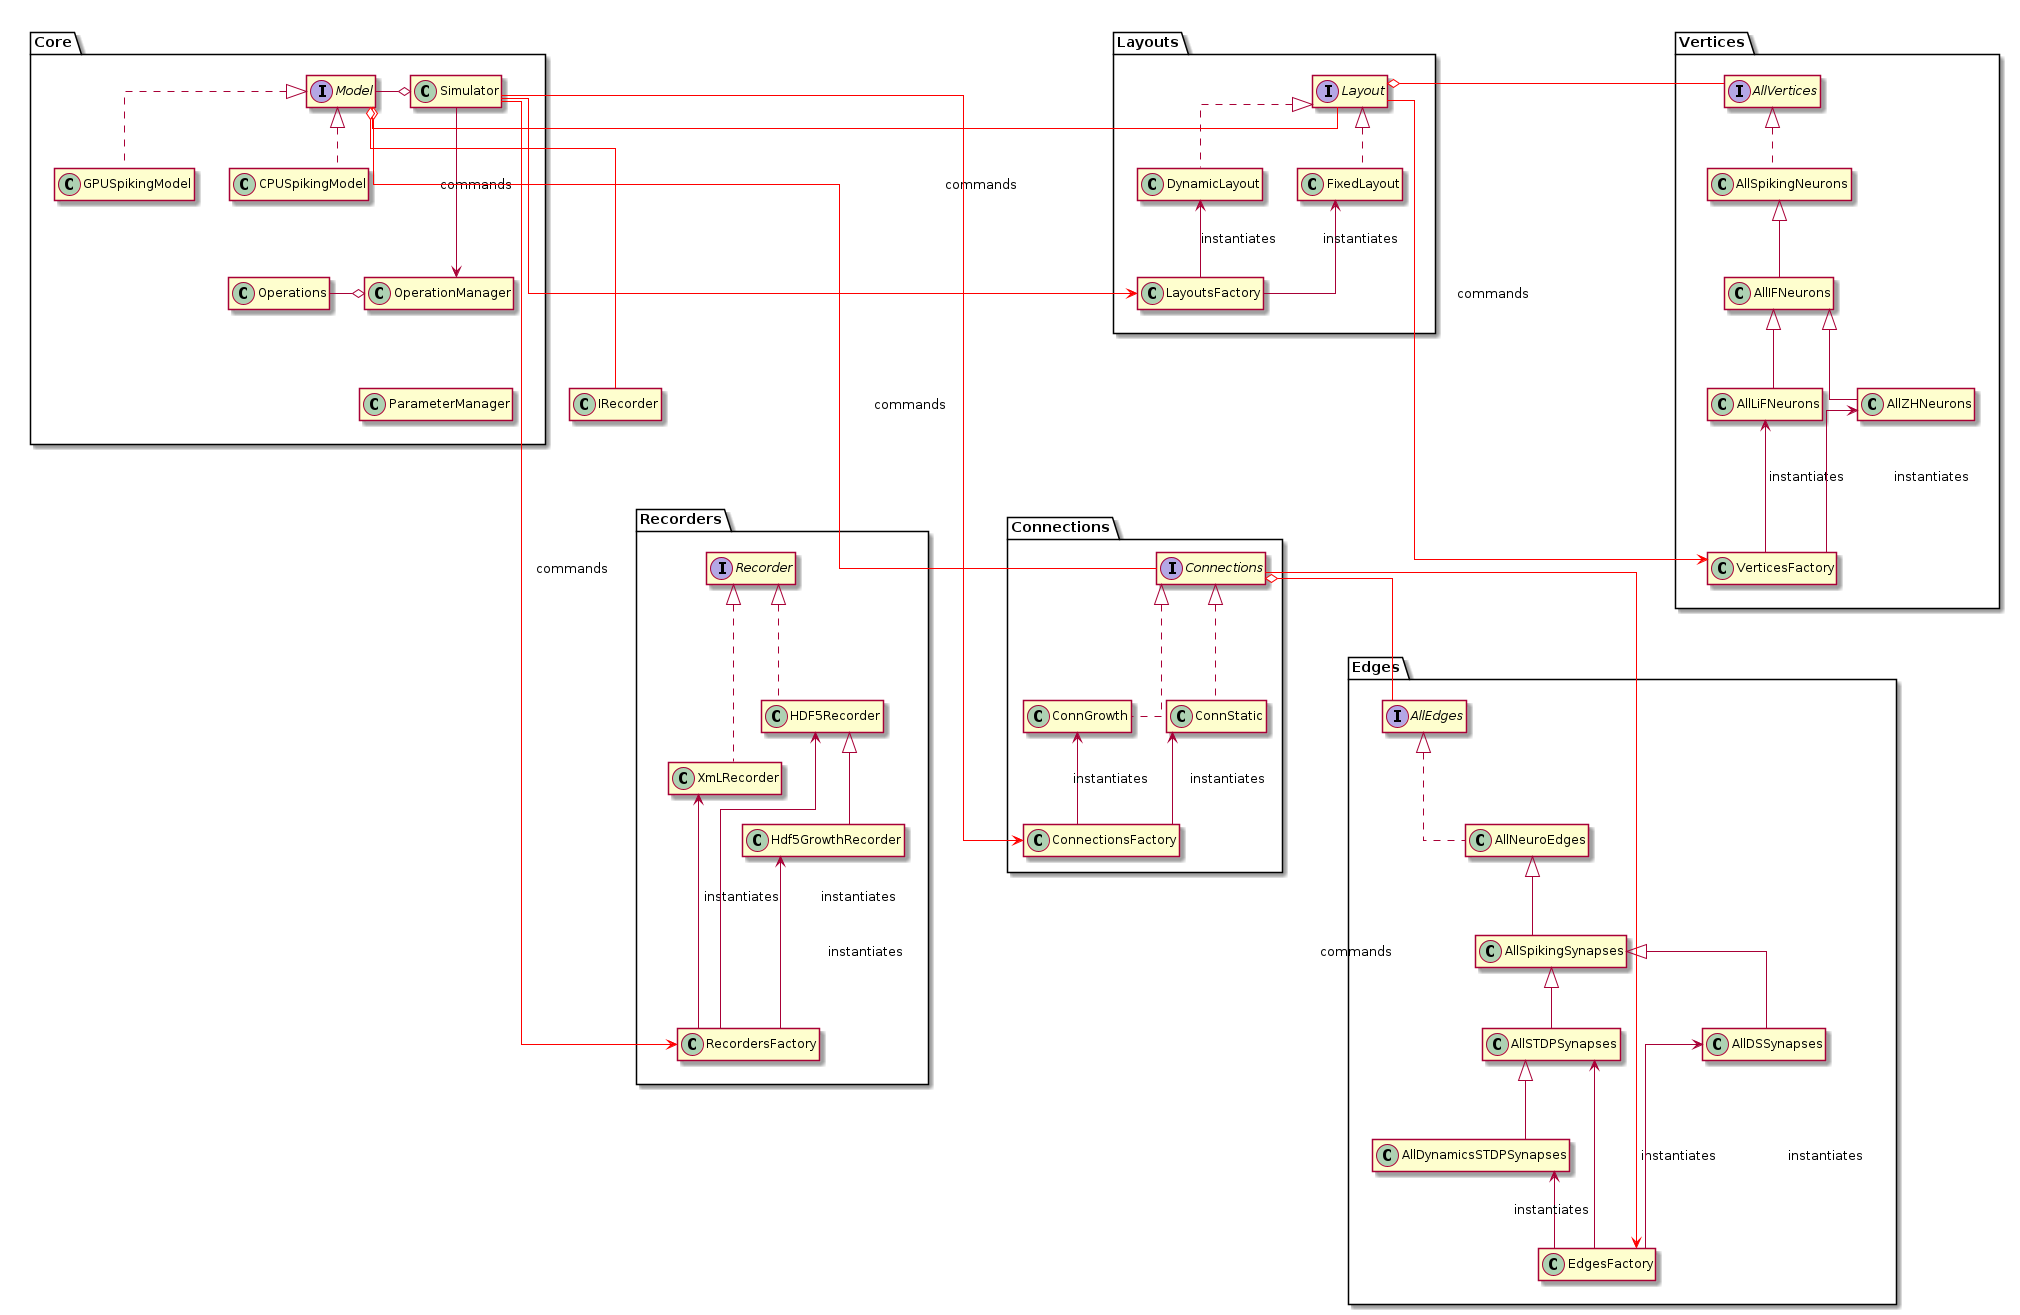 Core
Layouts
Vertices
I Model
C Simulator
I Layout
I AllVertices
C GPUSpikingModel
C CPUSpikingModel
commands
commands
C DynamicLayout
C FixedLayout
C AllSpikingNeurons
instantiates
instantiates
C Operations
C OperationManager
C LayoutsFactory
commands
C AllIFNeurons
C ParameterManager
C IRecorder
commands
C AllLiFNeurons
C AllZHNeurons
instantiates
instantiates
Recorders
Connections
commands
I Recorder
I Connections
C VerticesFactory
Edges
C HDF5Recorder
C ConnGrowth
C ConnStatic
I AllEdges
C XmLRecorder
instantiates
instantiates
C Hdf5GrowthRecorder
C ConnectionsFactory
C AllNeuroEdges
instantiates
instantiates
instantiates
commands
C AllSpikingSynapses
C RecordersFactory
C AllSTDPSynapses
C AllDSSynapses
C AllDynamicsSTDPSynapses
instantiates
instantiates
instantiates
C EdgesFactory